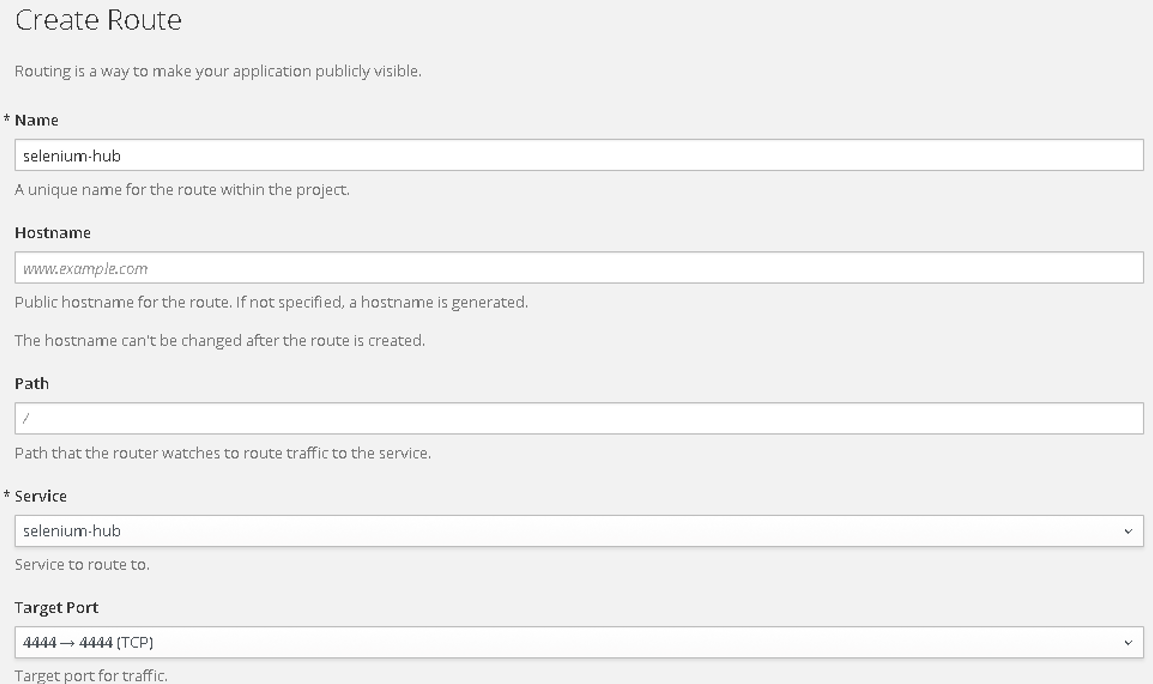 Create Route
Routing is a way to make your application publicly visible.
* Name
selenium-hub
A unique name for the route within the project.
Hostname
www.example.com
Public hostname for the route. If not specified, a hostname is generated.
The hostname can't be changed after the route is created.
Path
/
Path that the router watches to route traffic to the service.
* Service
selenium-hub
Service to route to.
Target Port
4444 → 4444 (TCP)
Target port for traffic.